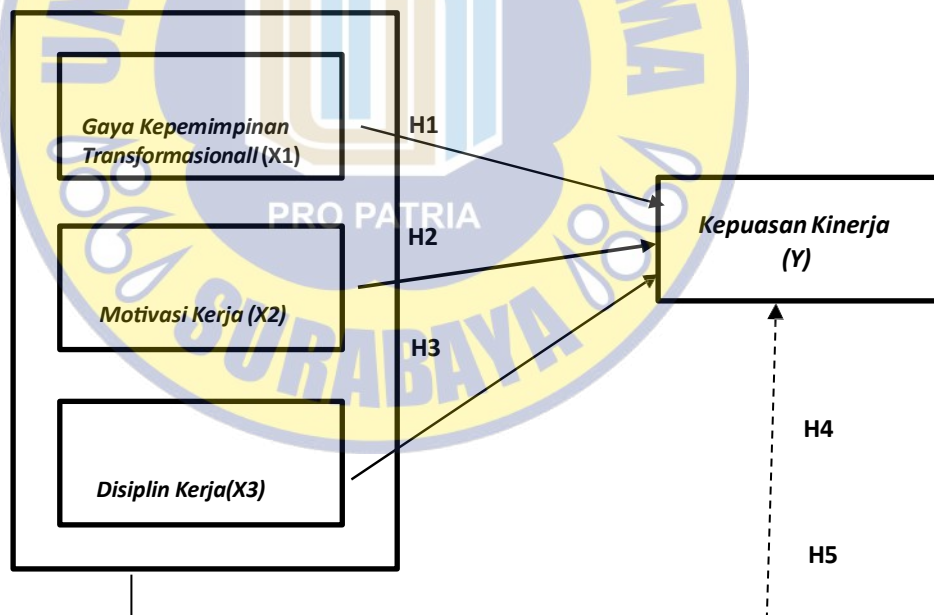 Gaya Kepemimpinan
Transformasionall (X1)
H1
PRO PATRIA
Kepuasan Kinerja
(Y)
H2
Motivasi Kerja (X2)
SURABAYA
H3
H4
Disiplin Kerja(X3)
H5